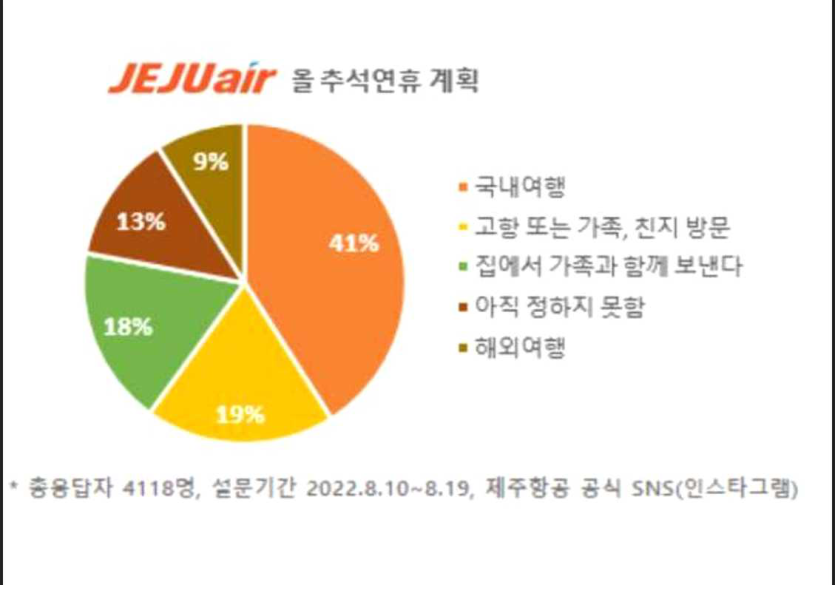 JEJUair 올 추석연휴 계획
9%
41%
13%
18%
19%
국내여행
고향 또는 가족, 친지 방문
집에서 가족과 함께 보낸다
아직 정하지 못함
해외여행
* 총응답자 4118명, 설문기간 2022.8.10~8.19, 제주항공 공식 SNS(인스타그램)